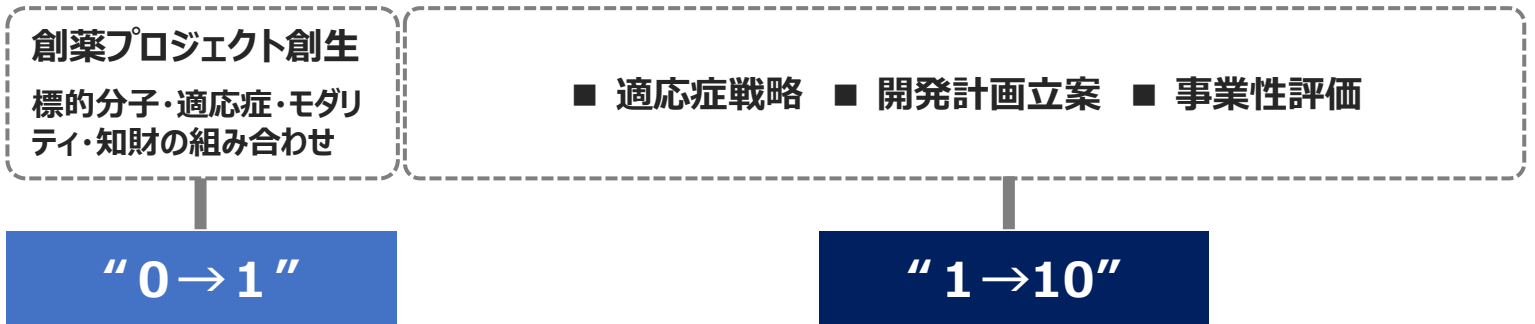 創薬プロジェクト創生
標的分子・適応症・モダリ
ティ・知財の組み合わせ
■ 適応症戦略 ■ 開発計画立案 ■ 事業性評価
“0→1”
“1→10”